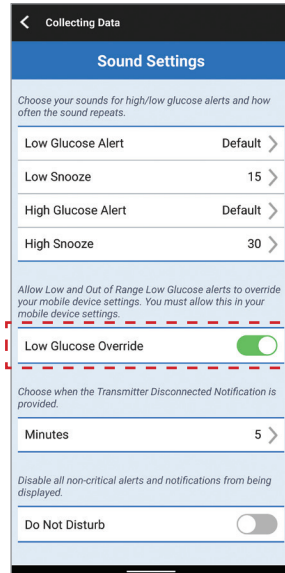 Collecting Data
Sound Settings
Choose your sounds for high/low glucose alerts and how
often the sound repeats.
Low Glucose Alert Default
Low Snooze 15
High Glucose Alert Default
High Snooze 30
Allow Low and Out of Range Low Glucose alerts to override
your mobile device settings. You must allow this in your
mobile device settings.
Low Glucose Override
Choose when the Transmitter Disconnected Notification is
provided.
Minutes 5
Disable all non-critical alerts and notifications from being
displayed.
Do Not Disturb